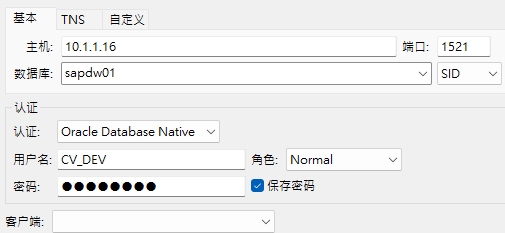 基本 TNS 自定义
主机: 10.1.1.16 端口: 1521
数据库: sapdw01 SID
认证
认证: Oracle Database Native
用户名: CV_DEV 角色: Normal
密码: ●●●●●●●●● 保存密码
客户端: